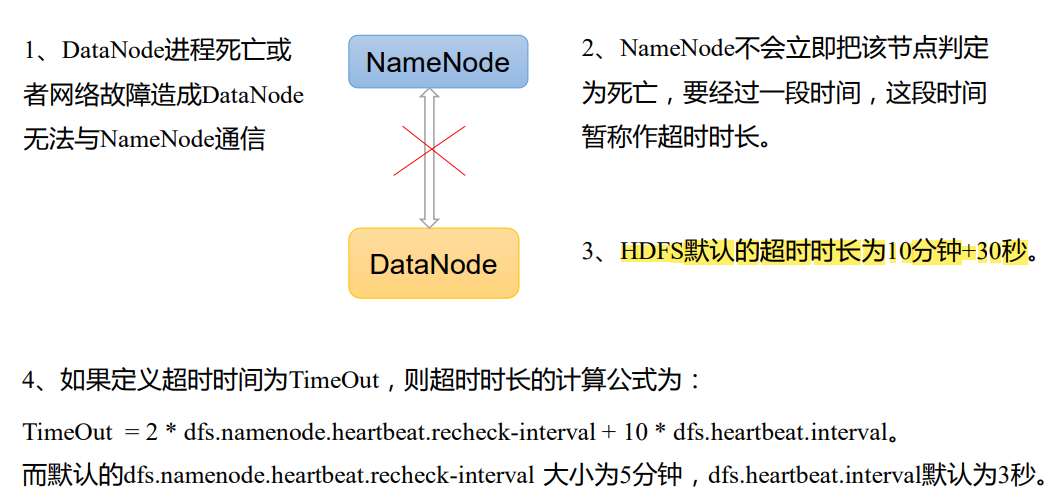 1、DataNode进程死亡或
者网络故障造成DataNode
无法与NameNode通信
NameNode
DataNode
2、NameNode不会立即把该节点判定
为死亡，要经过一段时间，这段时间
暂称作超时时长。
3、HDFS默认的超时时长为10分钟+30秒。
4、如果定义超时时间为TimeOut，则超时时长的计算公式为：
TimeOut = 2 * dfs.namenode.heartbeat.recheck-interval + 10 * dfs.heartbeat.interval。
而默认的dfs.namenode.heartbeat.recheck-interval 大小为5分钟，dfs.heartbeat.interval默认为3秒。